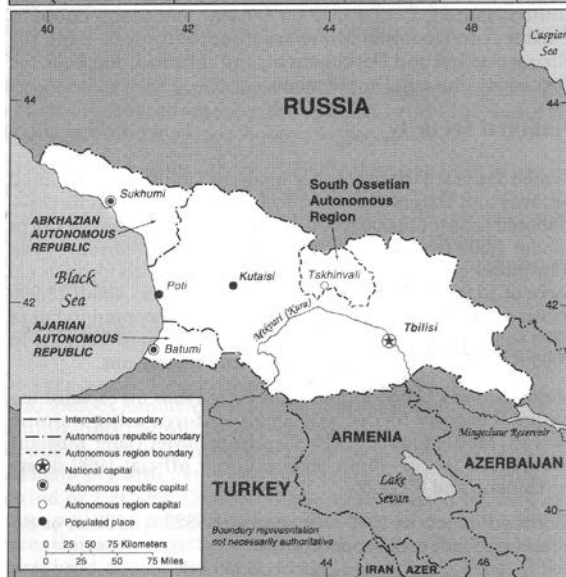 42
44
46
Caspian
Sea
44
44
RUSSIA
Sukhumi
South Ossetian
Autonomous
Region
ABKHAZIAN
AUTONOMOUS
REPUBLIC
Tskhinvali
Black
Sea
Poti
Kutaisi
42
42
Mtkvari (Kura)
Tbilisi
AJARIAN
AUTONOMOUS
REPUBLIC
Batumi
International boundary
Autonomous republic boundary
Autonomous region boundary
National capital
Autonomous republic capital
Autonomous region capital
Populated place
0 25 50 75 Kilometers
0 25 50 75 Miles
ARMENIA
Mingechaur Reservoir
AZERBAIJAN
TURKEY
Lake
Sevan
40
Boundary representation
not necessarily authoritative
44
46
IRAN
AZER.